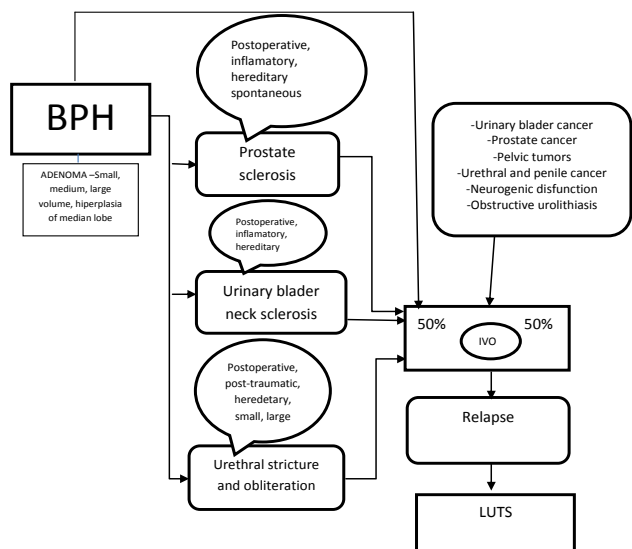 Postoperative,
inflamatory,
hereditary
spontaneous
BPH
ADENOMA –Small,
medium, large
volume, hiperplasia
of median lobe
Prostate
sclerosis
-Urinary bladder cancer
-Prostate cancer
-Pelvic tumors
-Urethral and penile cancer
-Neurogenic disfunction
-Obstructive urolithiasis
Postoperative,
inflamatory,
hereditary
Urinary blader
neck sclerosis
50%
50%
IVO
Postoperative,
post-traumatic,
heredetary,
small, large
Urethral stricture
and obliteration
Relapse
LUTS